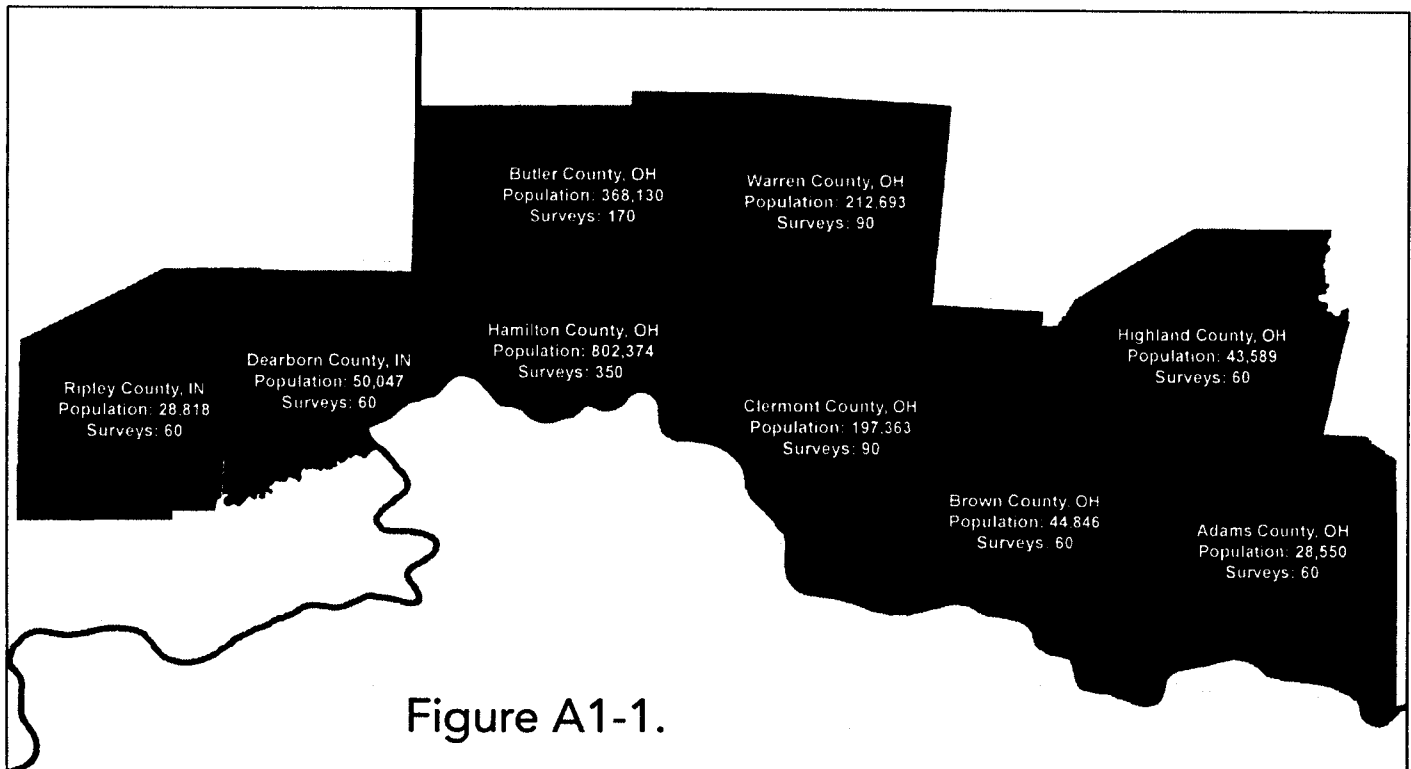 Butler County, OH
Population: 368,130
Surveys: 170
Warren County, OH
Population: 212,693
Surveys: 90
Hamilton County, OH
Population: 802,374
Surveys: 350
Highland County, OH
Population: 43,589
Surveys: 60
Dearborn County, IN
Population: 50,047
Surveys: 60
Ripley County, IN
Population: 28,818
Surveys: 60
Clermont County, OH
Population: 197,363
Surveys: 90
Brown County, OH
Population: 44,846
Surveys: 60
Adams County, OH
Population: 28,550
Surveys: 60
Figure A1-1.